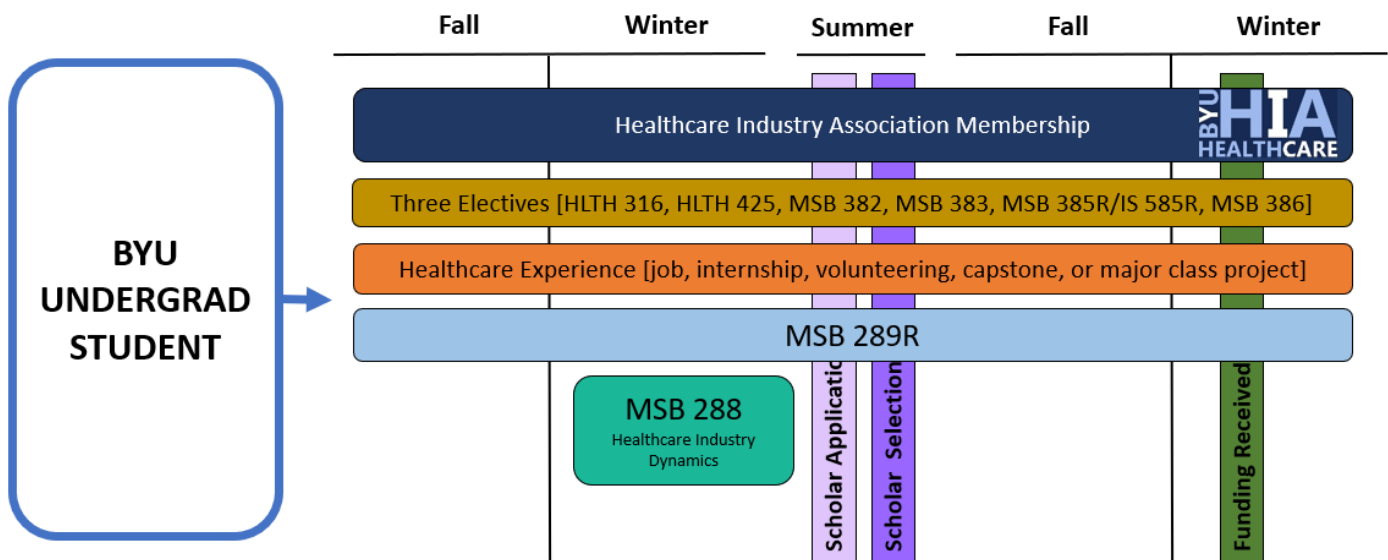 Fall
Winter
Summer
Fall
Winter
BYU
UNDERGRAD
STUDENT
Healthcare Industry Association Membership
BYU
HIA
HEALTHCARE
Three Electives [HLTH 316, HLTH 425, MSB 382, MSB 383, MSB 385R/IS 585R, MSB 386]
Healthcare Experience [job, internship, volunteering, capstone, or major class project]
MSB 289R
MSB 288
Healthcare Industry
Dynamics
Scholar Applicatio
Scholar Selection
Funding Received